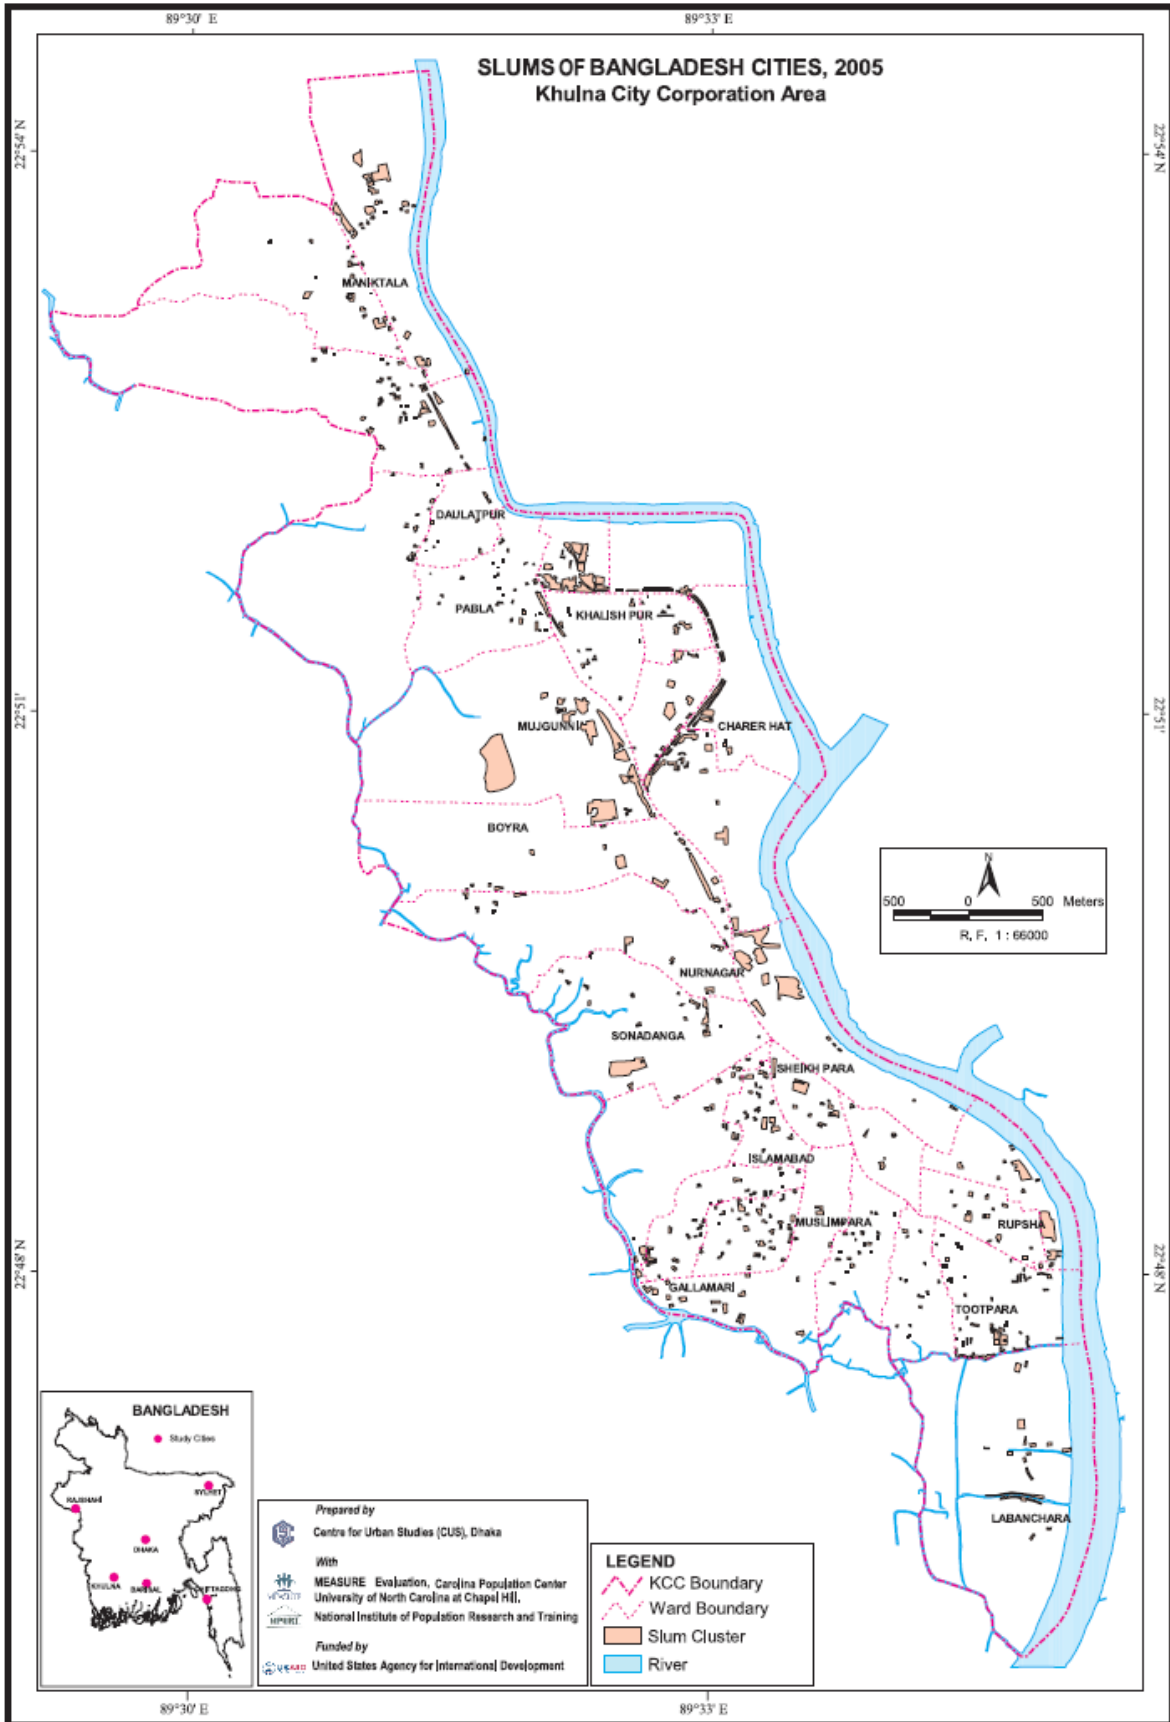 89°30' E
89°33' E
SLUMS OF BANGLADESH CITIES, 2005
Khulna City Corporation Area
22°54' N
22°54' N
MANIKTALA
DAULATPUR
PABLA
KHALISH PUR
22°51'
22°51'
MUJGUNNI
CHARER HAT
BOYRA
N
500 0 500 Meters
R. F. 1 : 66000
NURNAGAR
SONADANGA
SHEIKH PARA
ISLAMABAD
MUSLIMPARA
RUPSHA
22°48' N
22°48' N
GALLAMARI
TOOTPARA
LABANCHARA
BANGLADESH
Study Cities
RAJSHAHI
SYLHET
DHAKA
KHULNA
BARISAL
CHITTAGONG
Prepared by
Centre for Urban Studies (CUS), Dhaka
With
MEASURE Evaluation, Carolina Population Center
University of North Carolina at Chapel Hill,
NIPORT
National Institute of Population Research and Training
Funded by
USAID
United States Agency for International Development
LEGEND
KCC Boundary
Ward Boundary
Slum Cluster
River
89°30' E
89°33' E